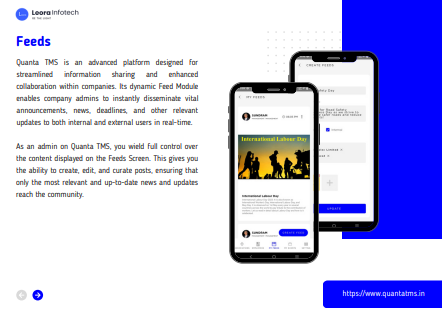 Leora Infotech
BE THE LIGHT
Feeds
Quanta TMS is an advanced platform designed for
streamlined information sharing and enhanced
collaboration within companies. Its dynamic Feed Module
enables company admins to instantly disseminate vital
announcements, news, deadlines, and other relevant
updates to both internal and external users in real-time.
As an admin on Quanta TMS, you wield full control over
the content displayed on the Feeds Screen. This gives you
the ability to create, edit, and curate posts, ensuring that
only the most relevant and up-to-date news and updates
reach the community.
MY FEEDS
SUNDRAM
International Labour Day
International Labour Day
SUNDRAM
CREATE FEED
UPDATE
https://www.quantatms.in